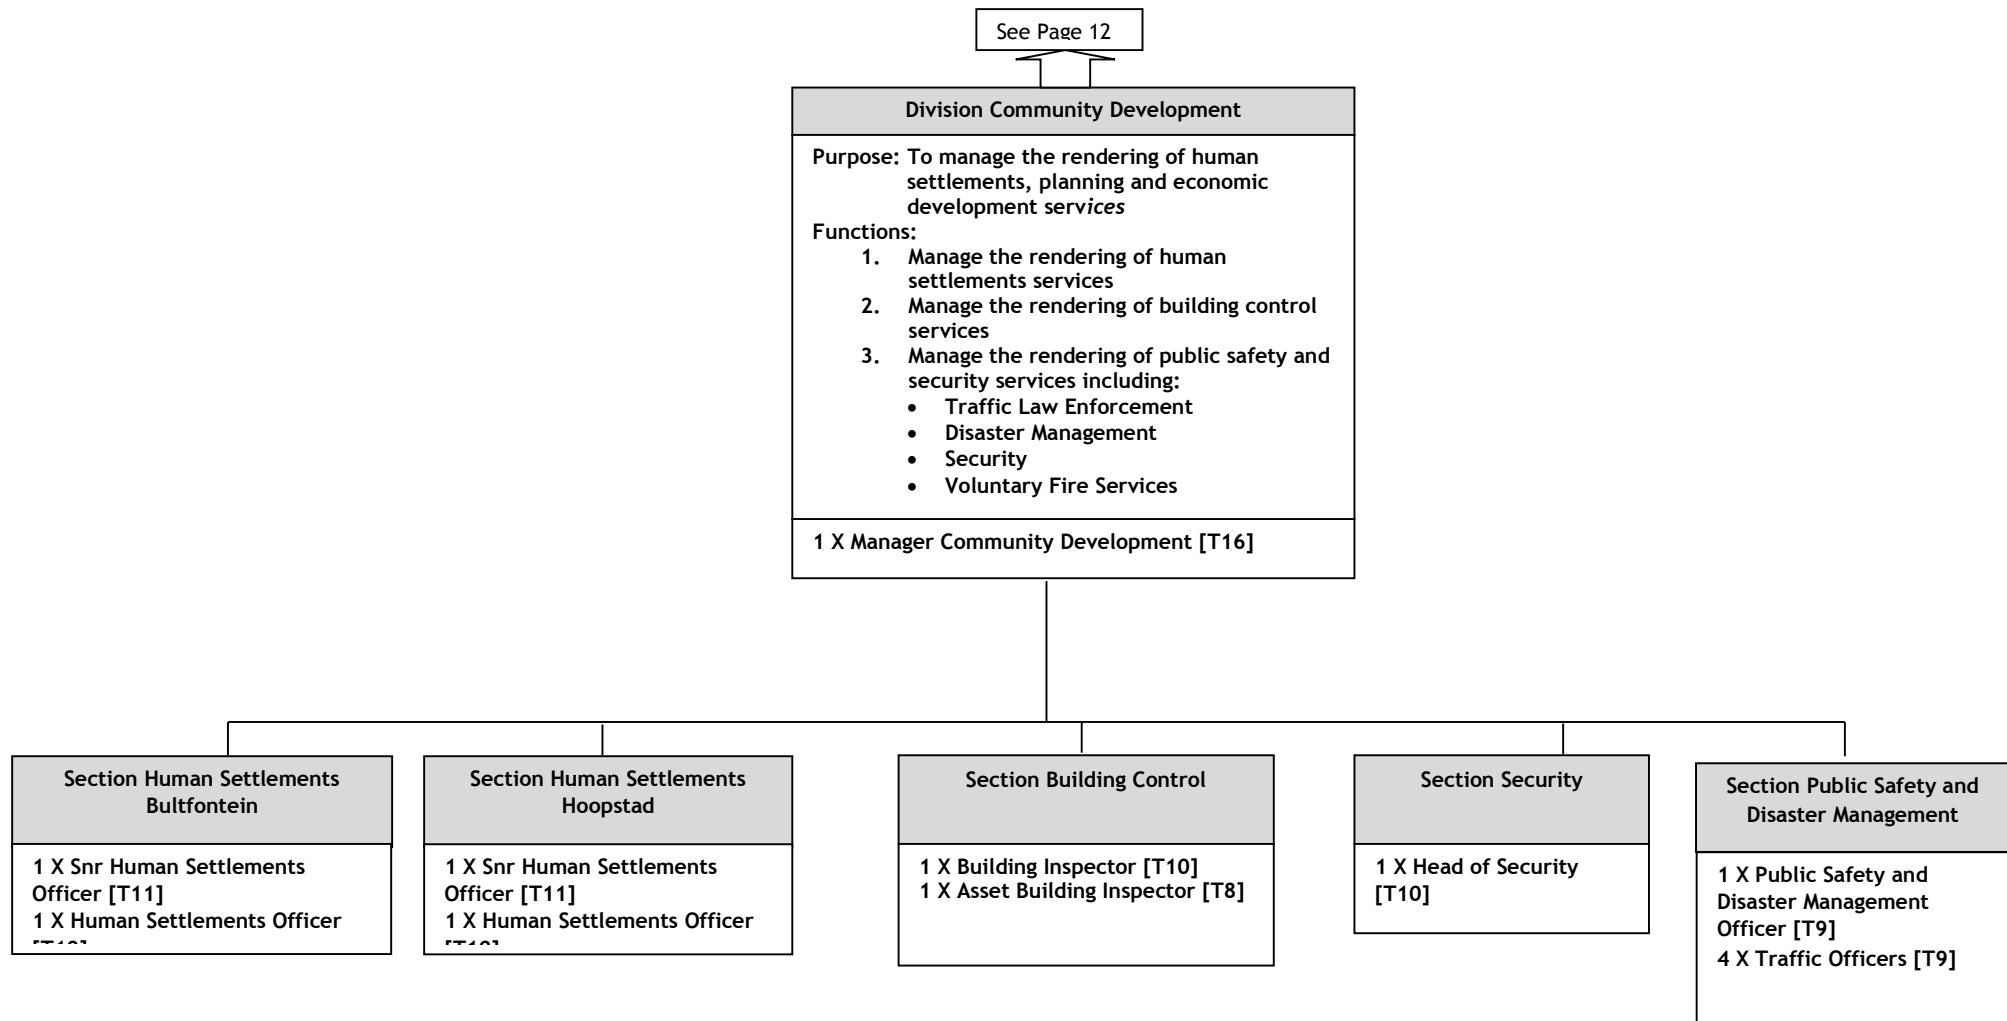 See Page 12
Division Community Development
Purpose: To manage the rendering of human
settlements, planning and economic
development services
Functions:
1. Manage the rendering of human
settlements services
2. Manage the rendering of building control
services
3. Manage the rendering of public safety and
security services including:
• Traffic Law Enforcement
• Disaster Management
• Security
• Voluntary Fire Services
1 X Manager Community Development [T16]
Section Human Settlements
Bultfontein
1 X Snr Human Settlements
Officer [T11]
1 X Human Settlements Officer
Section Human Settlements
Hoopstad
1 X Snr Human Settlements
Officer [T11]
1 X Human Settlements Officer
Section Building Control
1 X Building Inspector [T10]
1 X Asset Building Inspector [T8]
Section Security
1 X Head of Security
[T10]
Section Public Safety and
Disaster Management
1 X Public Safety and
Disaster Management
Officer [T9]
4 X Traffic Officers [T9]